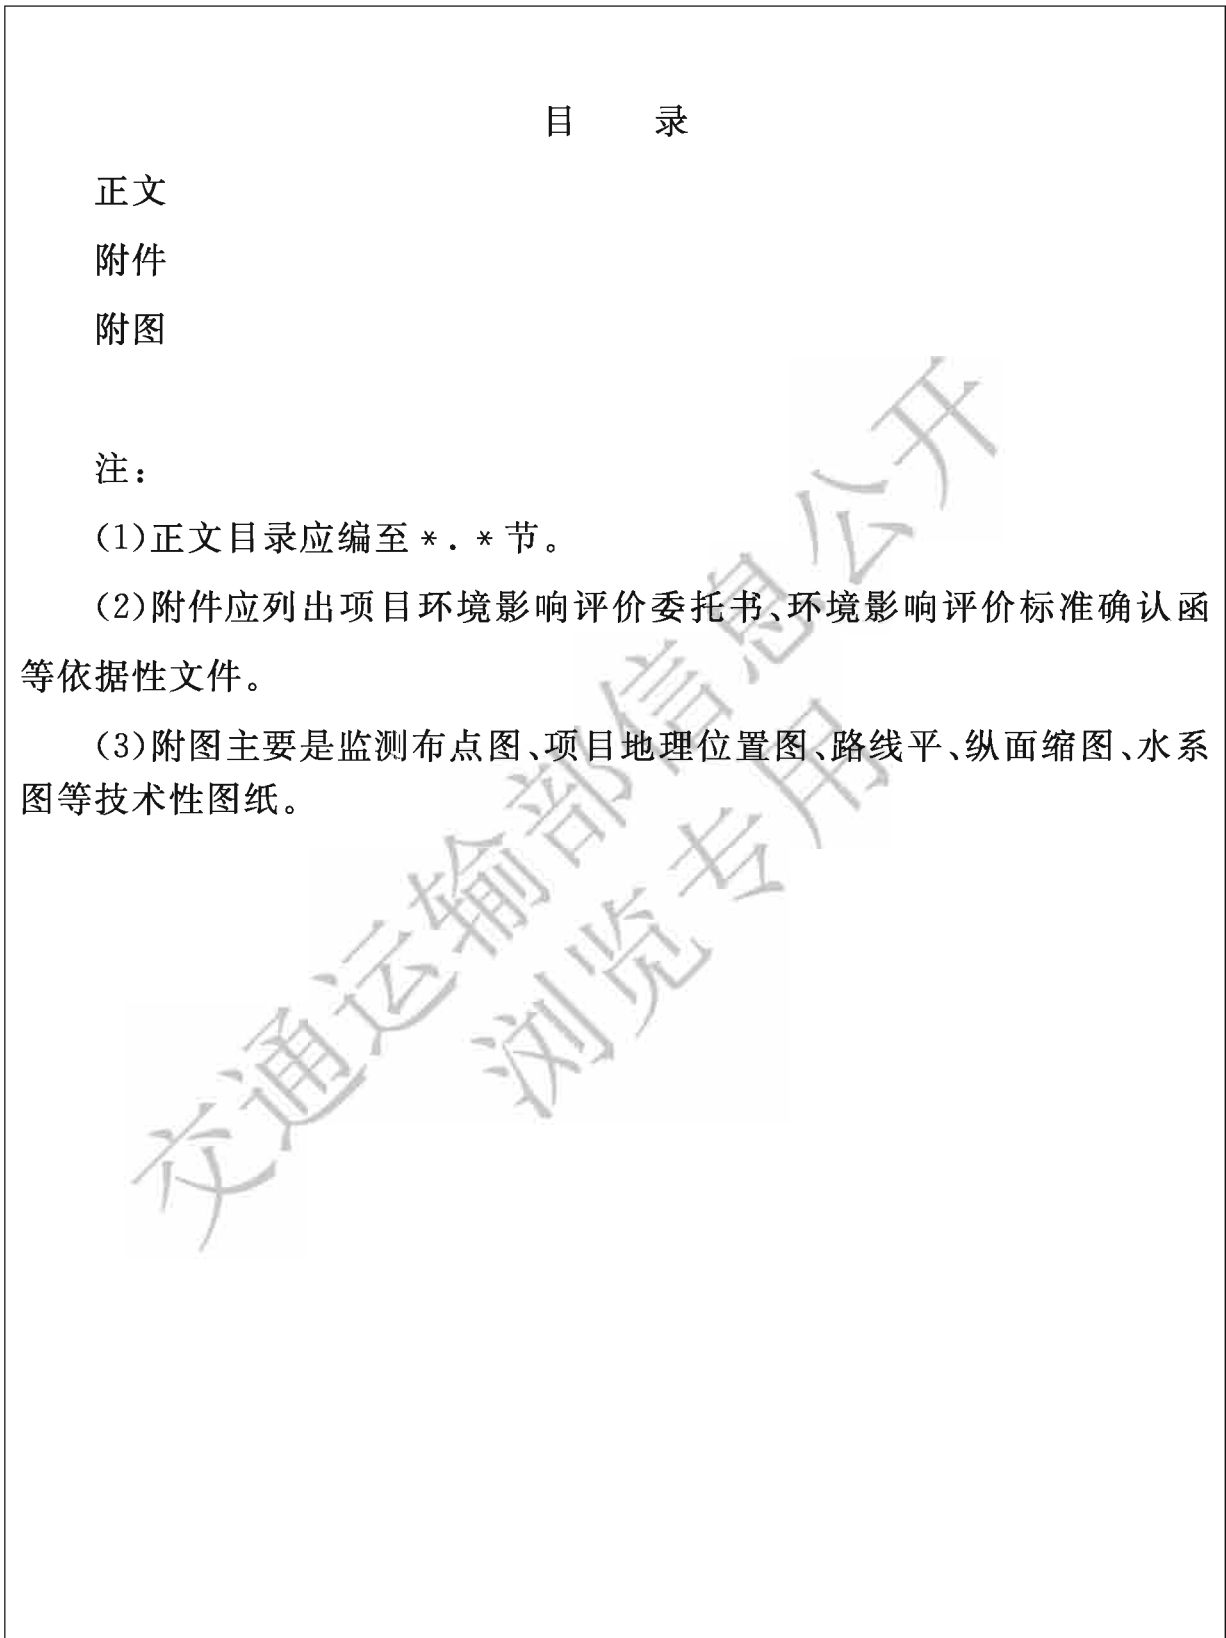 目 录
正文
附件
附图
注：
(1)正文目录应编至*.*节。
(2)附件应列出项目环境影响评价委托书、环境影响评价标准确认函
等依据性文件。
(3)附图主要是监测布点图、项目地理位置图、路线平、纵面缩图、水系
图等技术性图纸。
交通运输部信息公开
浏览专用